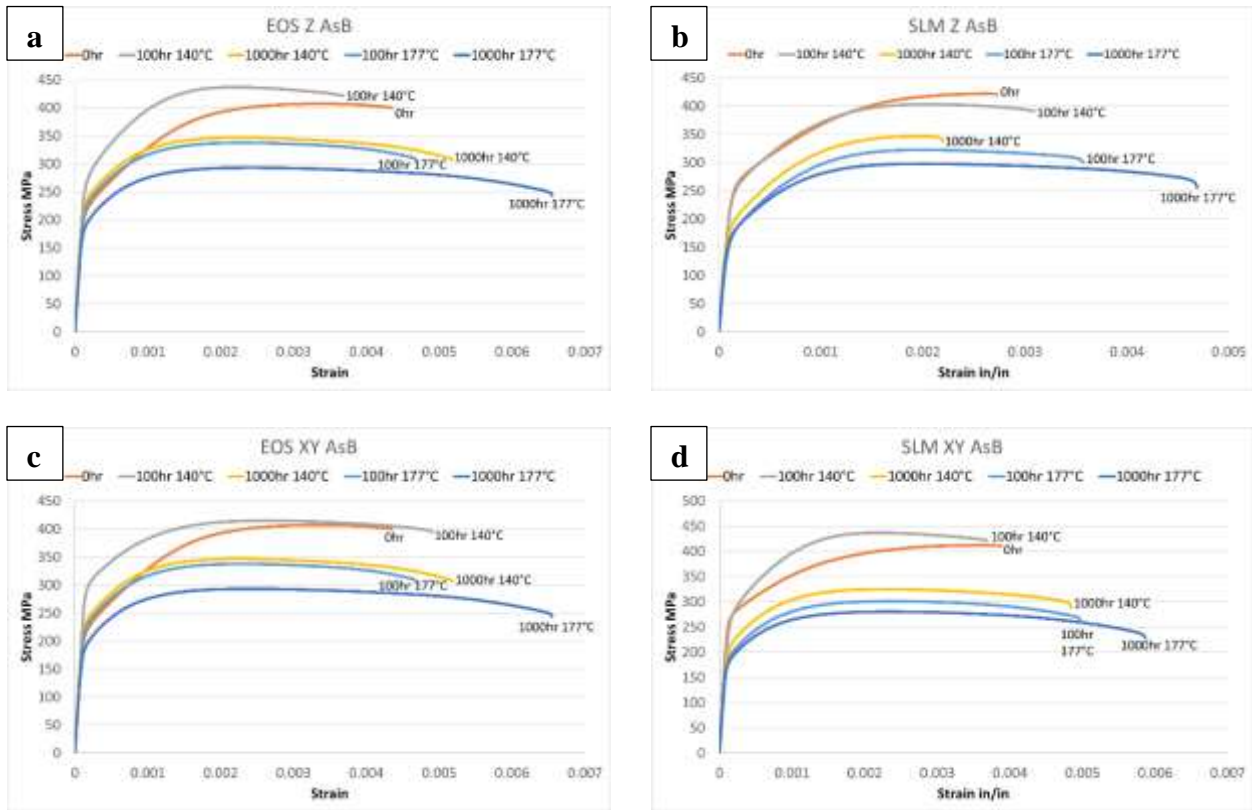 a
EOS Z AsB
0hr 100hr 140°C 1000hr 140°C 100hr 177°C 1000hr 177°C
450
400
350
300
250
200
150
100
50
0
Stress MPa
100hr 140°C
0hr
1000hr 140°C
100hr 177°C
1000hr 177°C
0 0.001 0.002 0.003 0.004 0.005 0.006 0.007
Strain
b
SLM Z AsB
0hr 100hr 140°C 1000hr 140°C 100hr 177°C 1000hr 177°C
450
400
350
300
250
200
150
100
50
0
Stress MPa
0hr
100hr 140°C
1000hr 140°C
100hr 177°C
1000hr 177°C
0 0.001 0.002 0.003 0.004 0.005
Strain in/in
c
EOS XY AsB
0hr 100hr 140°C 1000hr 140°C 100hr 177°C 1000hr 177°C
450
400
350
300
250
200
150
100
50
0
Stress MPa
0hr
100hr 140°C
1000hr 140°C
100hr 177°C
1000hr 177°C
0 0.001 0.002 0.003 0.004 0.005 0.006 0.007
Strain
d
SLM XY AsB
0hr 100hr 140°C 1000hr 140°C 100hr 177°C 1000hr 177°C
500
450
400
350
300
250
200
150
100
50
0
Stress MPa
100hr 140°C
0hr
1000hr 140°C
100hr
177°C
1000hr 177°C
0 0.001 0.002 0.003 0.004 0.005 0.006 0.007
Strain in/in